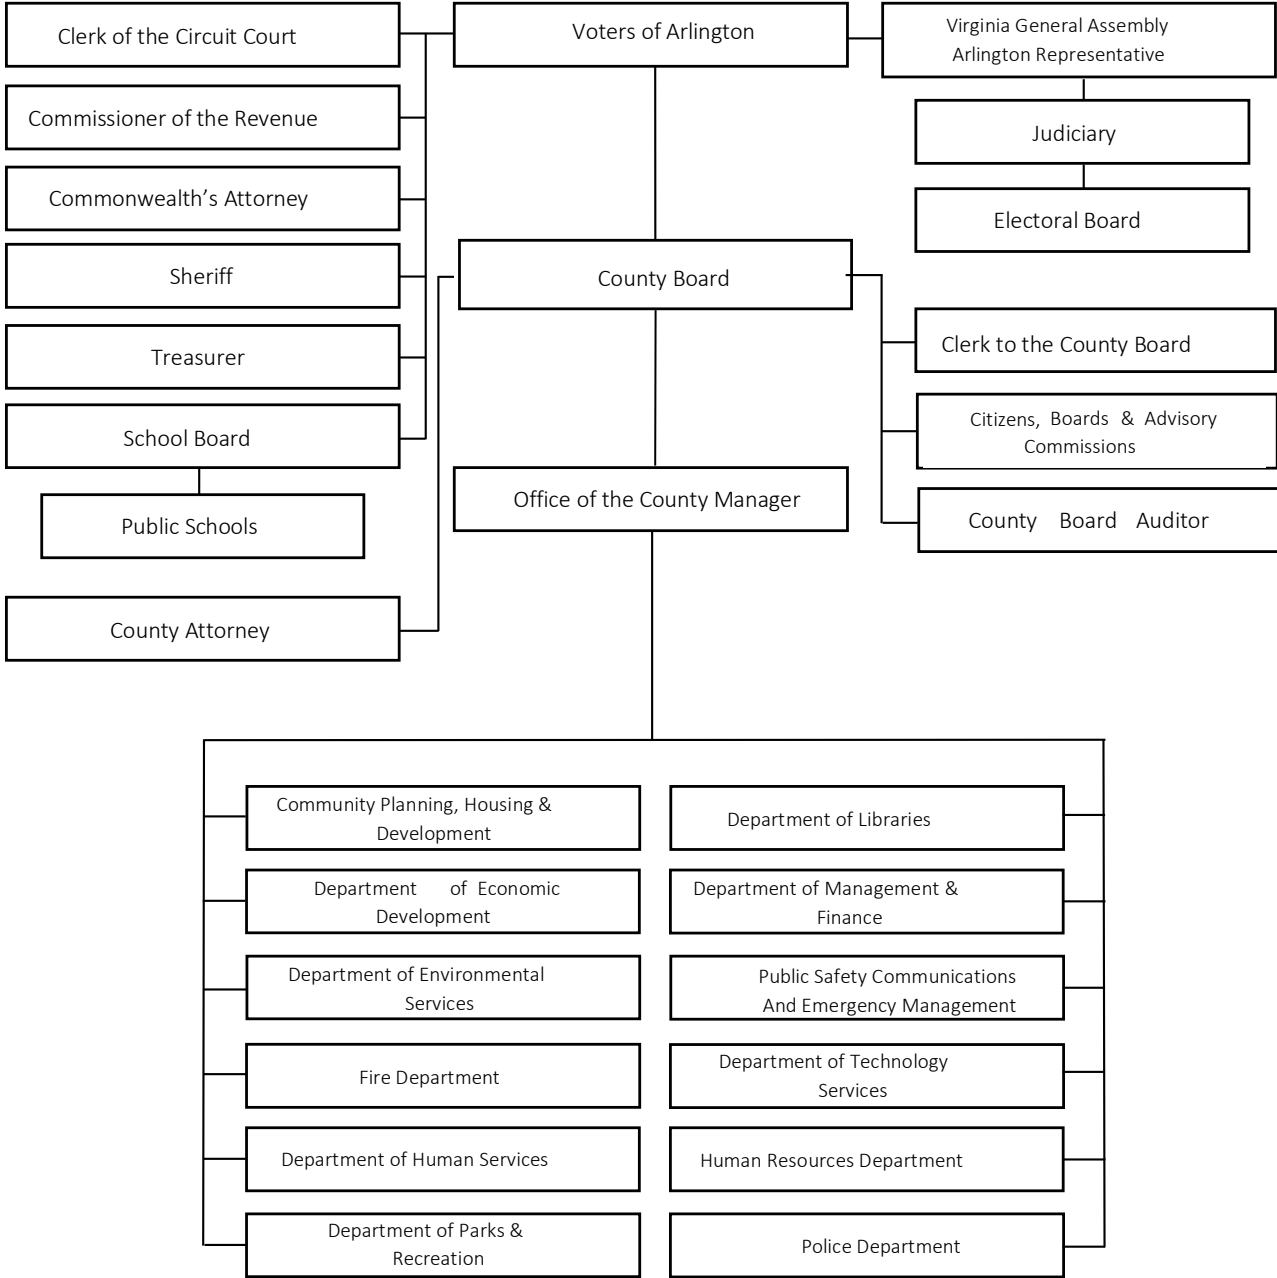 Clerk of the Circuit Court
Voters of Arlington
Virginia General Assembly
Arlington Representative
Commissioner of the Revenue
Judiciary
Commonwealth’s Attorney
Electoral Board
Sheriff
County Board
Treasurer
Clerk to the County Board
School Board
Citizens, Boards & Advisory
Commissions
Office of the County Manager
Public Schools
County Board Auditor
County Attorney
Community Planning, Housing &
Development
Department of Libraries
Department of Economic
Development
Department of Management &
Finance
Department of Environmental
Services
Public Safety Communications
And Emergency Management
Fire Department
Department of Technology
Services
Department of Human Services
Human Resources Department
Department of Parks &
Recreation
Police Department